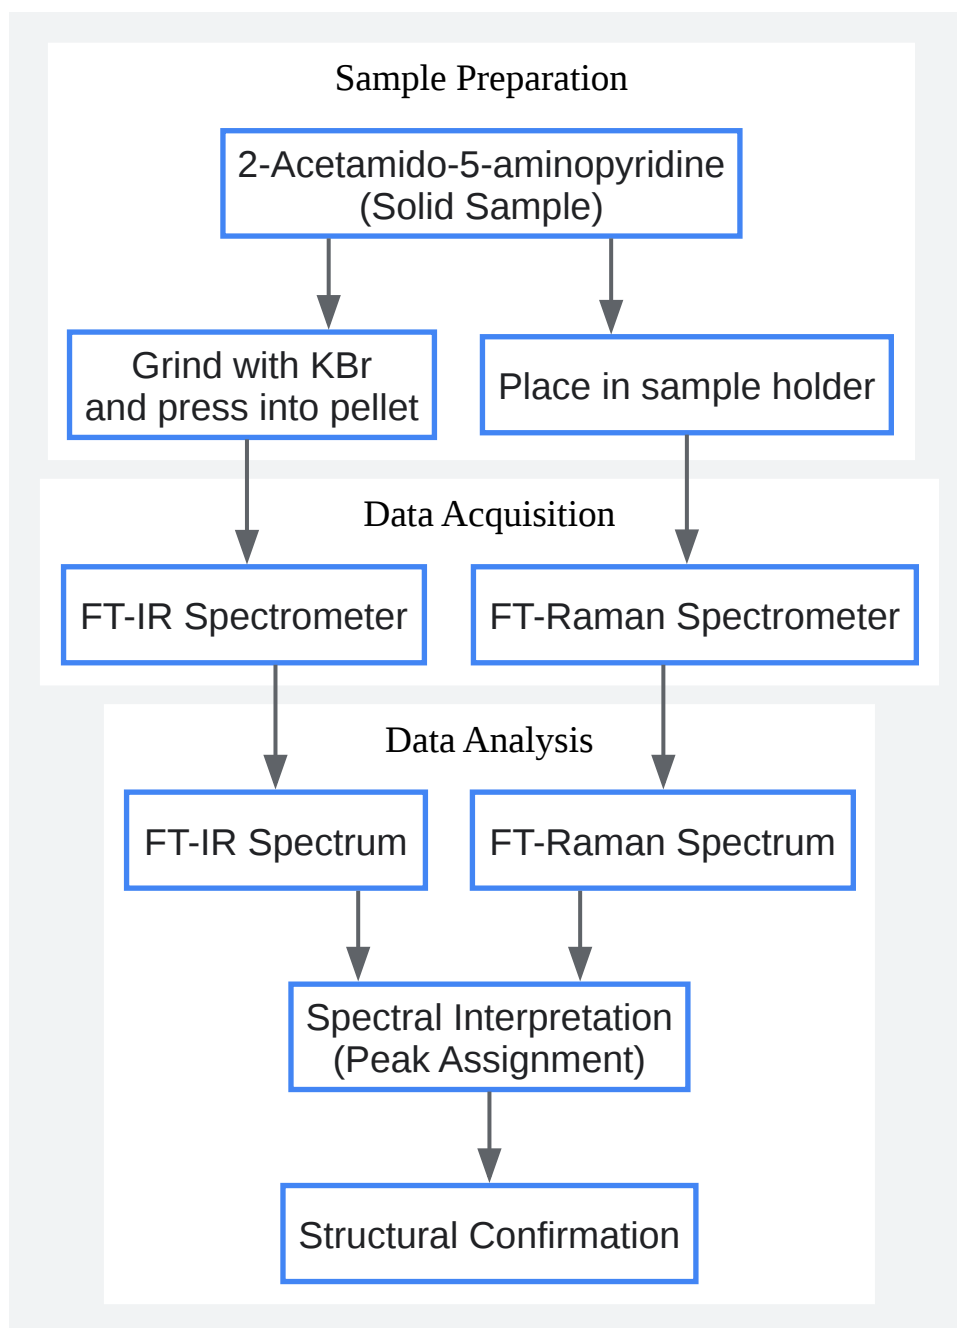 Sample Preparation
2-Acetamido-5-aminopyridine
(Solid Sample)
Grind with KBr
and press into pellet
Place in sample holder
Data Acquisition
FT-IR Spectrometer
FT-Raman Spectrometer
Data Analysis
FT-IR Spectrum
FT-Raman Spectrum
Spectral Interpretation
(Peak Assignment)
Structural Confirmation